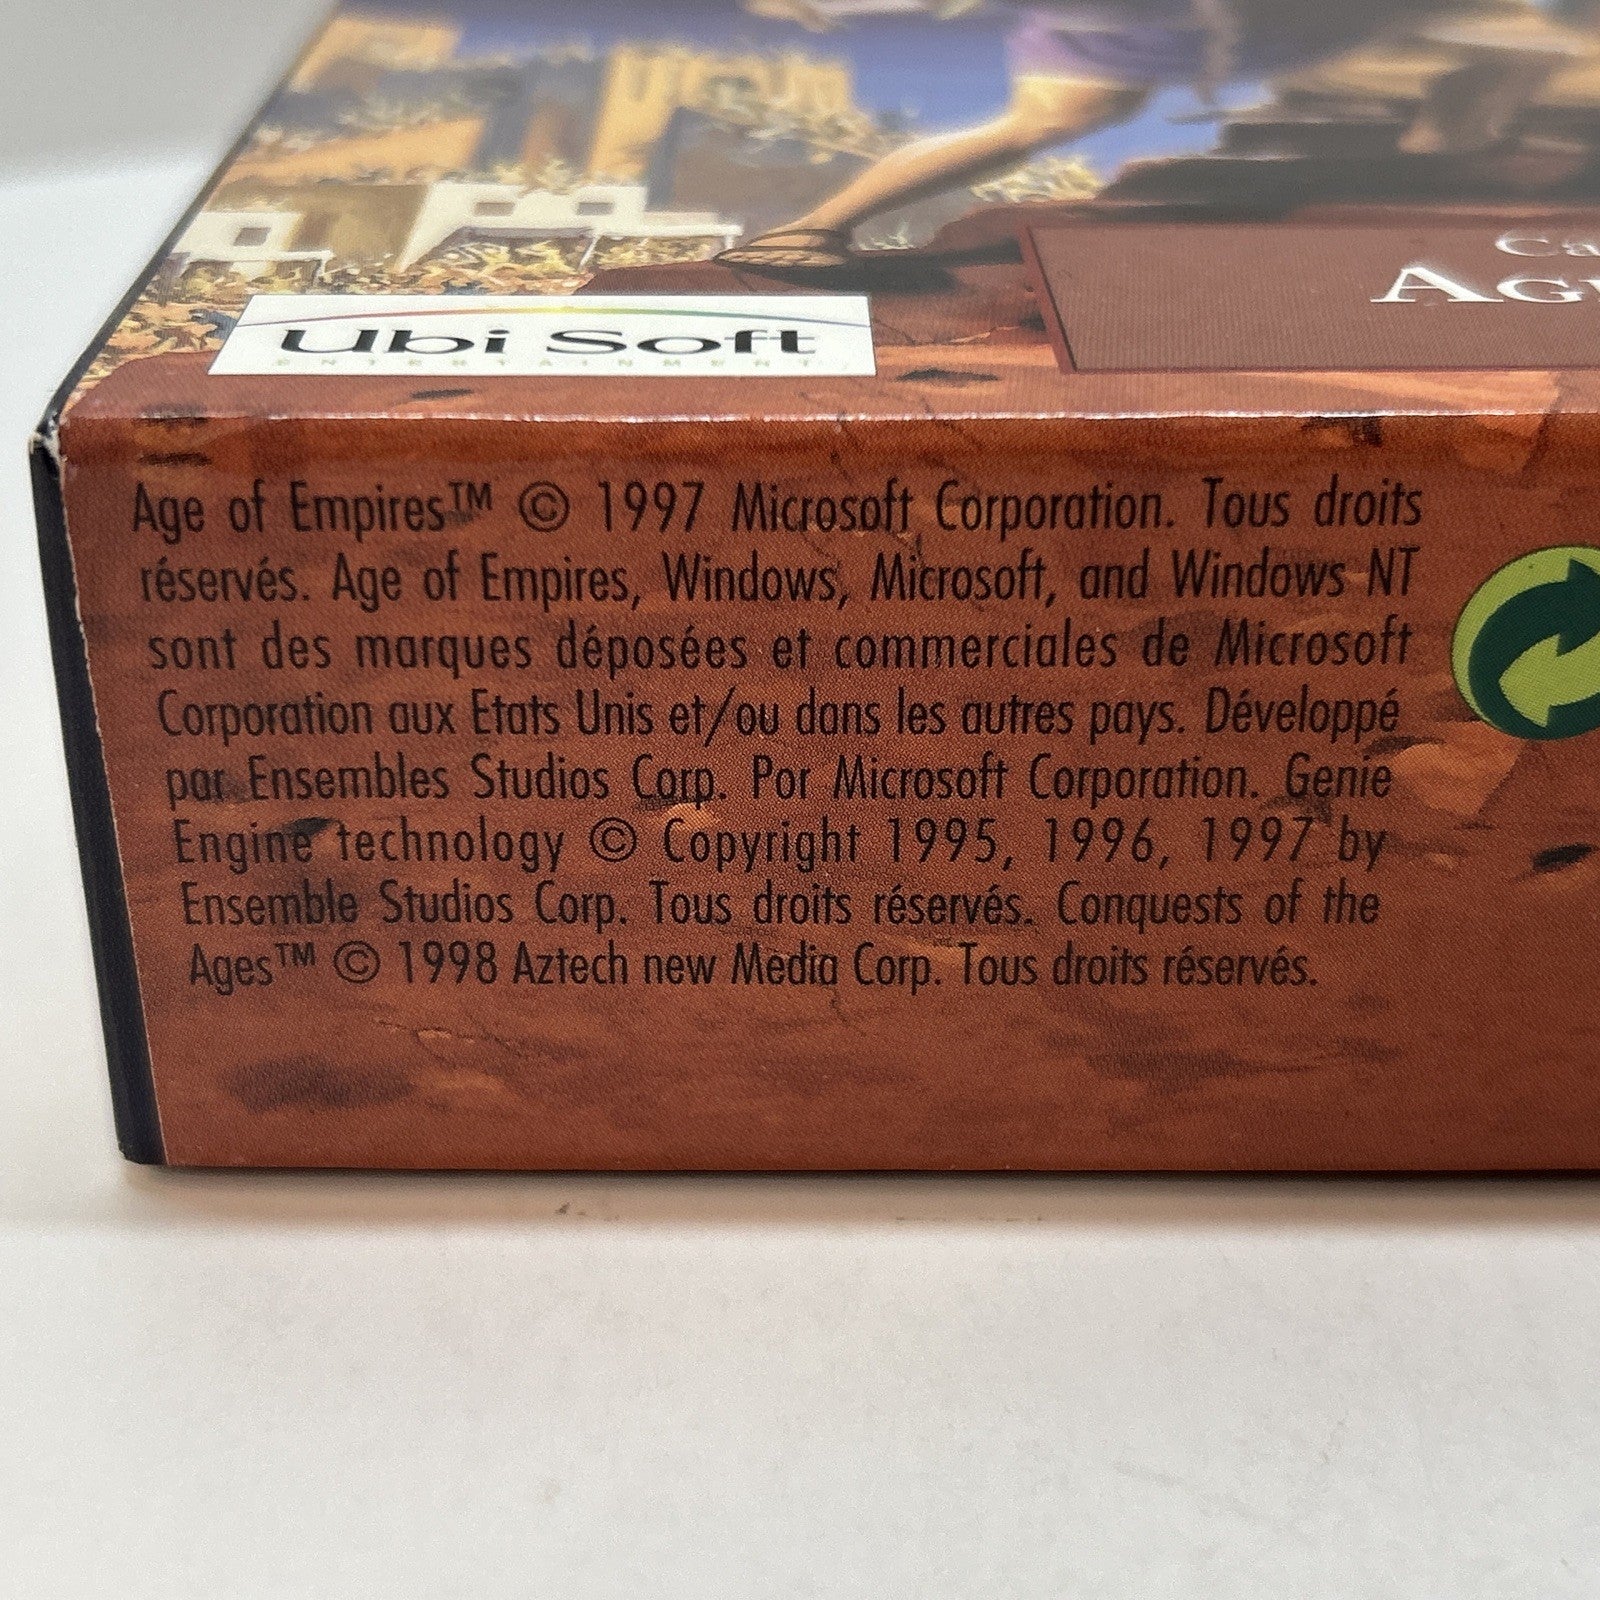 Ubi Soft
ENTERTAINMENT
Age of Empires™ © 1997 Microsoft Corporation. Tous droits
réservés. Age of Empires, Windows, Microsoft, and Windows NT
sont des marques déposées et commerciales de Microsoft
Corporation aux Etats Unis et/ou dans les autres pays. Développé
par Ensembles Studios Corp. Por Microsoft Corporation. Genie
Engine technology © Copyright 1995, 1996, 1997 by
Ensemble Studios Corp. Tous droits réservés. Conquests of the
Ages™ © 1998 Aztech new Media Corp. Tous droits réservés.